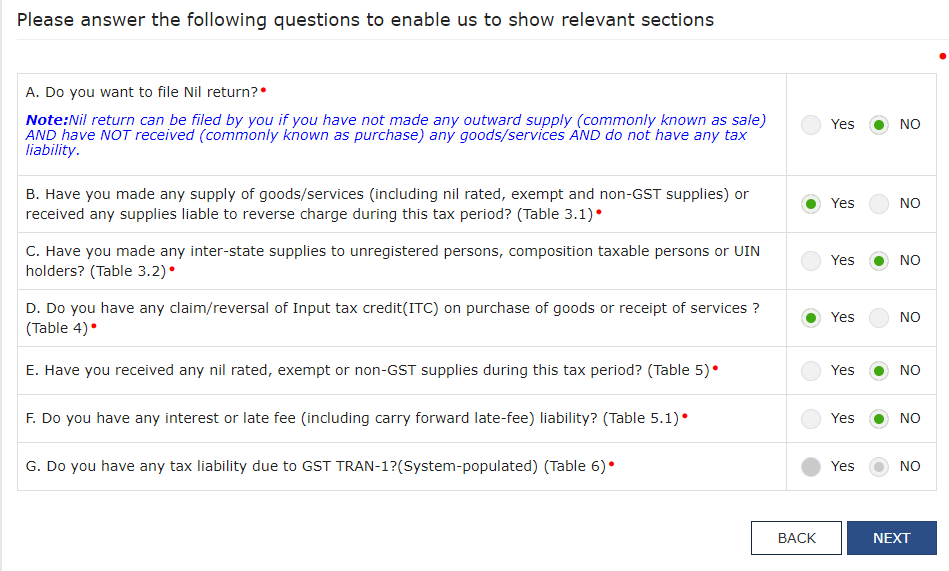 Please answer the following questions to enable us to show relevant sections
A. Do you want to file Nil return?•
Note:Nil return can be filed by you if you have not made any outward supply (commonly known as sale)
AND have NOT received (commonly known as purchase) any goods/services AND do not have any tax
liability.
Yes NO
B. Have you made any supply of goods/services (including nil rated, exempt and non-GST supplies) or
received any supplies liable to reverse charge during this tax period? (Table 3.1)•
Yes NO
C. Have you made any inter-state supplies to unregistered persons, composition taxable persons or UIN
holders? (Table 3.2)•
Yes NO
D. Do you have any claim/reversal of Input tax credit(ITC) on purchase of goods or receipt of services ?
(Table 4)•
Yes NO
E. Have you received any nil rated, exempt or non-GST supplies during this tax period? (Table 5)•
Yes NO
F. Do you have any interest or late fee (including carry forward late-fee) liability? (Table 5.1)•
Yes NO
G. Do you have any tax liability due to GST TRAN-1?(System-populated) (Table 6)•
Yes NO
BACK NEXT